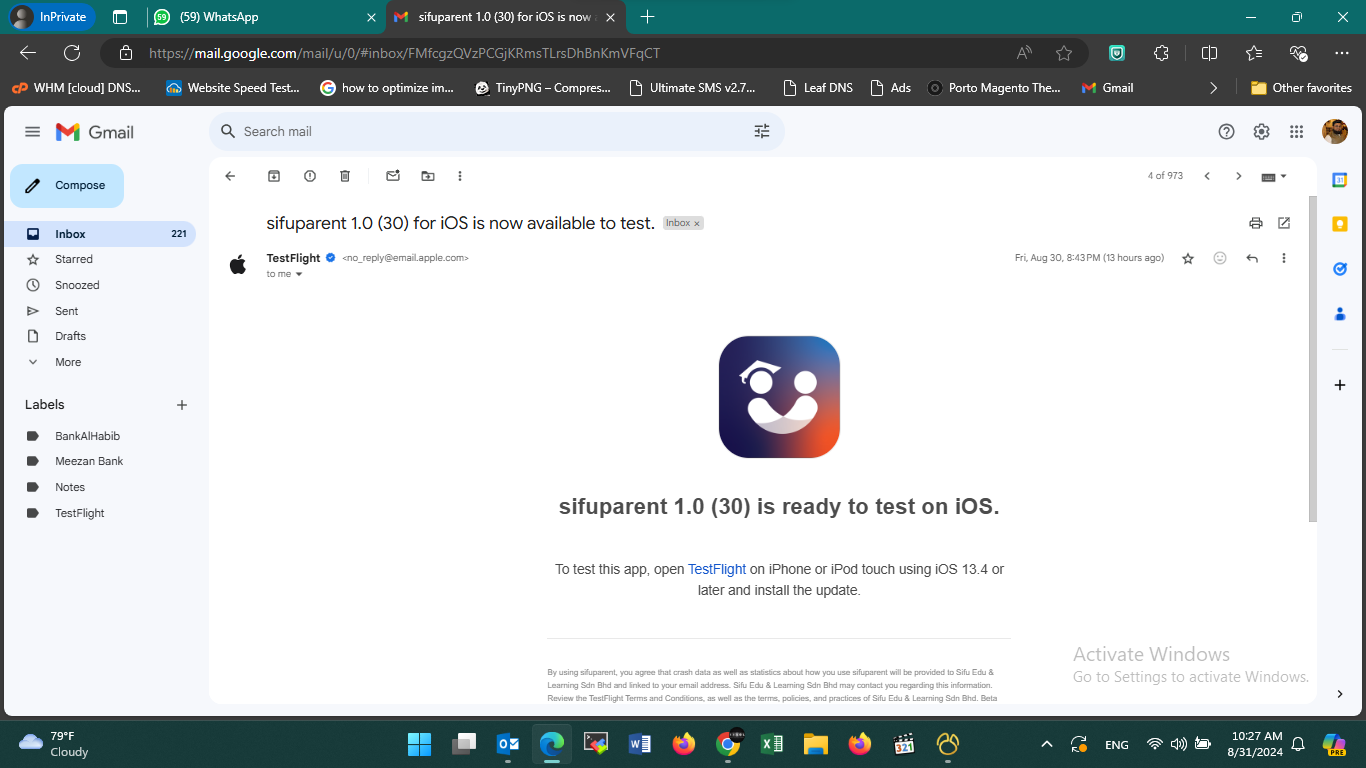 InPrivate
(59) WhatsApp
sifuparent 1.0 (30) for iOS is now
https://mail.google.com/mail/u/0/#inbox/FMfcgzQVzPCGjKRmsTLrsDhBnKmVFqCT
WHM [cloud] DNS...
Website Speed Test...
how to optimize im...
TinyPNG – Compres...
Ultimate SMS v2.7...
Leaf DNS
Ads
Porto Magento The...
Gmail
Other favorites
Gmail
Search mail
Compose
4 of 973
Inbox 221
Starred
Snoozed
Sent
Drafts
More
Labels
BankAlHabib
Meezan Bank
Notes
TestFlight
sifuparent 1.0 (30) for iOS is now available to test.
Inbox ×
TestFlight <no_reply@email.apple.com>
Fri, Aug 30, 8:43 PM (13 hours ago)
to me
sifuparent 1.0 (30) is ready to test on iOS.
To test this app, open TestFlight on iPhone or iPod touch using iOS 13.4 or
later and install the update.
By using sifuparent, you agree that crash data as well as statistics about how you use sifuparent will be provided to Sifu Edu &
Learning Sdn Bhd and linked to your email address. Sifu Edu & Learning Sdn Bhd may contact you regarding this information.
Review the TestFlight Terms and Conditions, as well as the terms, policies, and practices of Sifu Edu & Learning Sdn Bhd. Beta
Activate Windows
Go to Settings to activate Windows.
79°F
Cloudy
ENG
10:27 AM
8/31/2024